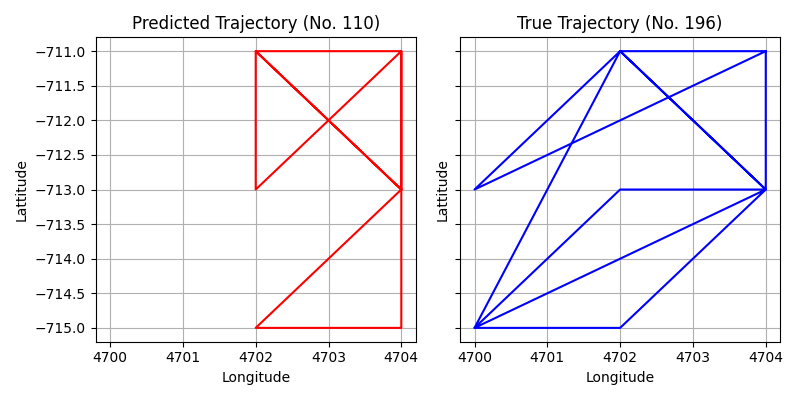 Predicted Trajectory (No. 110)
True Trajectory (No. 196)
−711.0
−711.5
−712.0
−712.5
−713.0
−713.5
−714.0
−714.5
−715.0
Lattitude
Lattitude
4700 4701 4702 4703 4704
4700 4701 4702 4703 4704
Longitude
Longitude